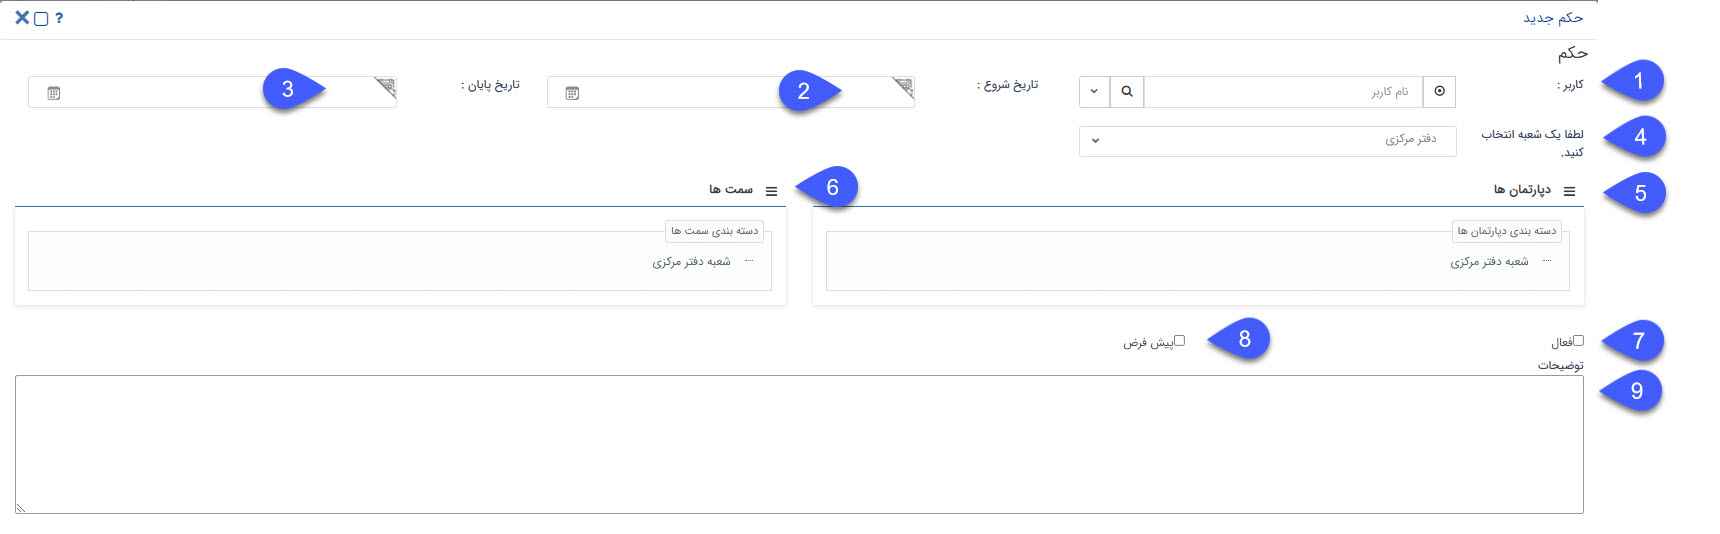 حکم جدید
?
حکم
کاربر :
نام کاربر
1
تاریخ شروع :
2
تاریخ پایان :
3
لطفا یک شعبه انتخاب
کنید.
دفتر مرکزی
4
دپارتمان ها
5
دسته بندی دپارتمان ها
شعبه دفتر مرکزی
سمت ها
6
دسته بندی سمت ها
شعبه دفتر مرکزی
فعال
7
پیش فرض
8
توضیحات
9